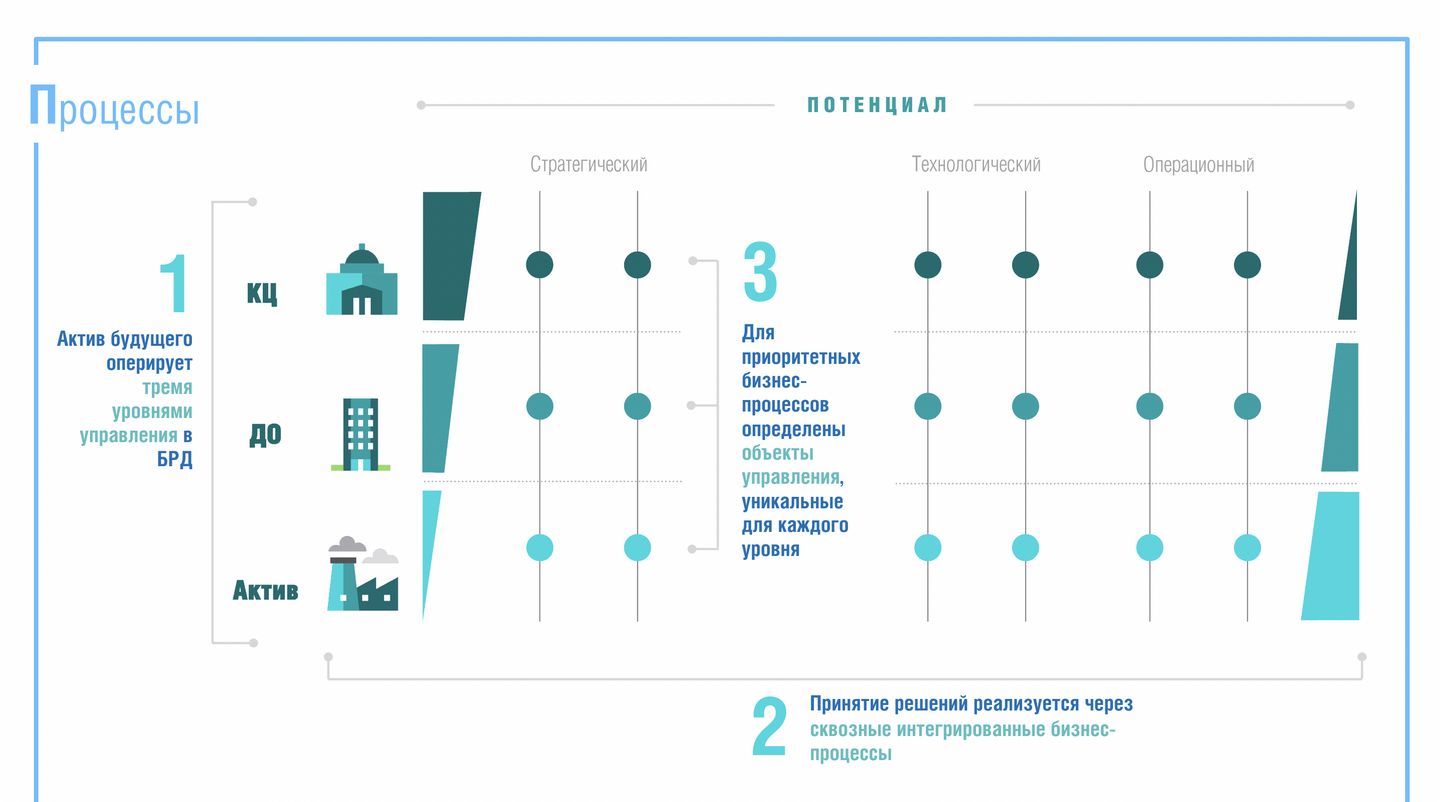 Процессы
ПОТЕНЦИАЛ
Стратегический
Технологический
Операционный
1
Актив будущего
оперирует
тремя
уровнями
управления в
БРД
КЦ
ДО
Актив
3
Для
приоритетных
бизнес-
процессов
определены
объекты
управления,
уникальные
для каждого
уровня
2
Принятие решений реализуется через
сквозные интегрированные бизнес-
процессы